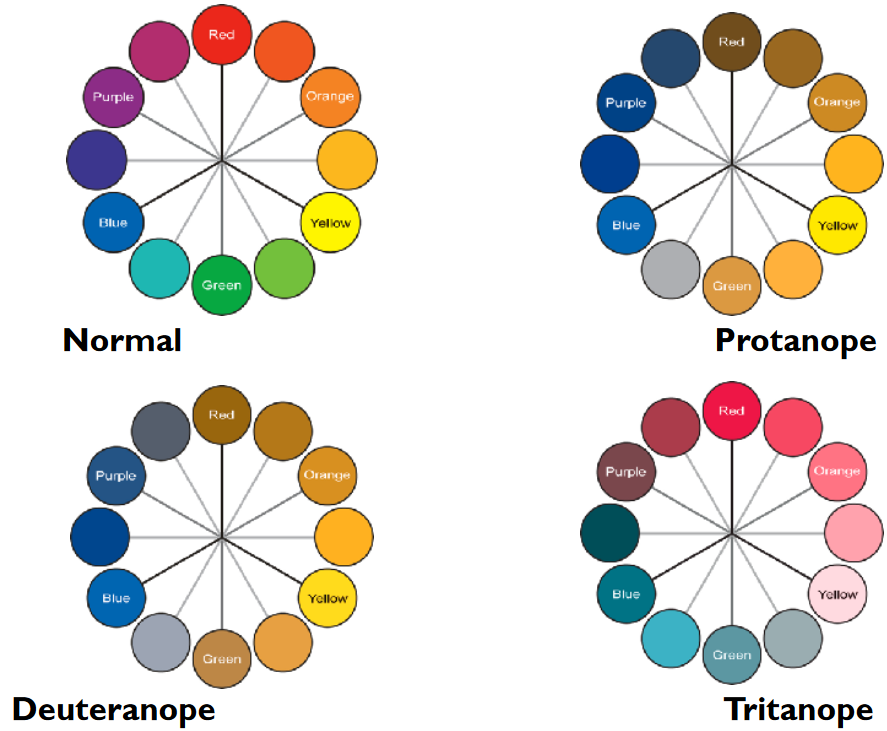 Red
Purple
Orange
Blue
Yellow
Green
Normal
Red
Purple
Orange
Blue
Yellow
Green
Protanope
Red
Purple
Orange
Blue
Yellow
Green
Deuteranope
Red
Purple
Orange
Blue
Yellow
Green
Tritanope